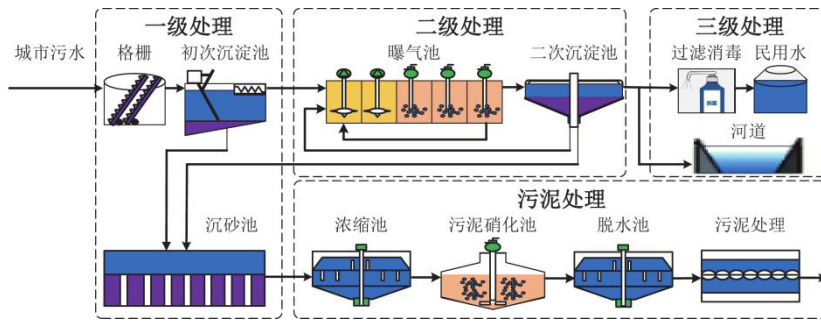 一级处理
二级处理
三级处理
城市污水
格栅
初次沉淀池
曝气池
二次沉淀池
过滤消毒
民用水
河道
污泥处理
沉砂池
浓缩池
污泥硝化池
脱水池
污泥处理